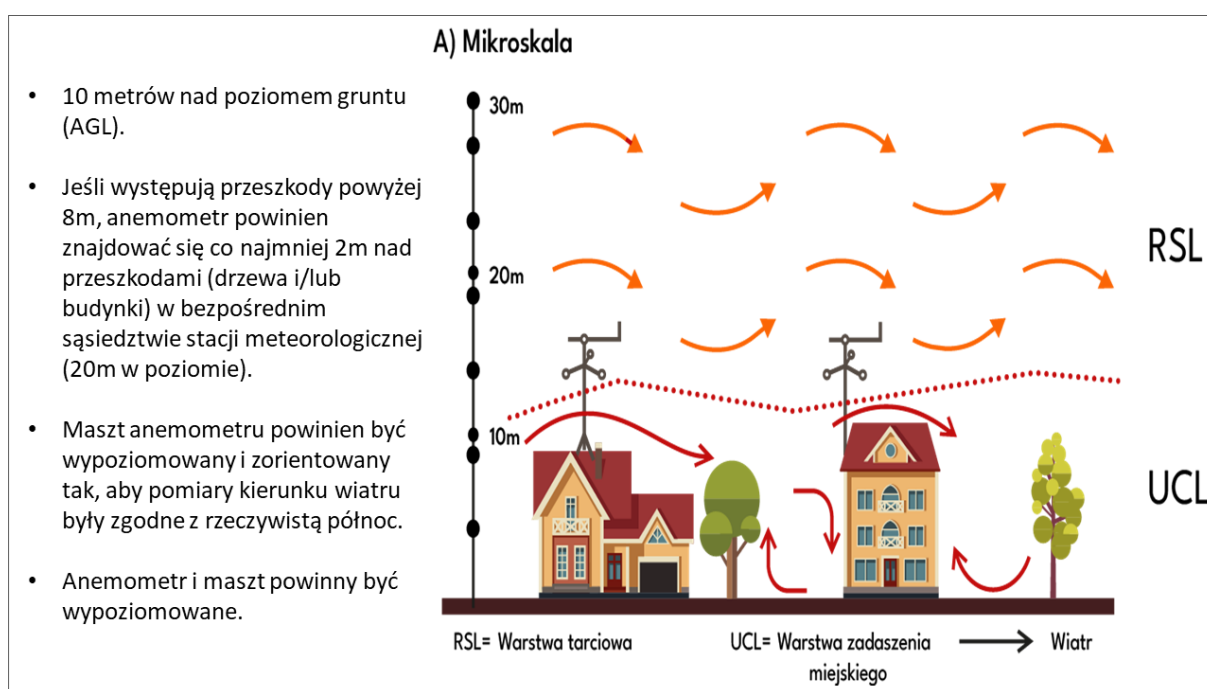 A) Mikroskala
• 10 metrów nad poziomem gruntu
(AGL).
• Jeśli występują przeszkody powyżej
8m, anemometr powinien
znajdować się co najmniej 2m nad
przeszkodami (drzewa i/lub
budynki) w bezpośrednim
sąsiedztwie stacji meteorologicznej
(20m w poziomie).
• Maszt anemometru powinien być
wypoziomowany i zorientowany
tak, aby pomiary kierunku wiatru
były zgodne z rzeczywistą północ.
• Anemometr i maszt powinny być
wypoziomowane.
30m
20m
10m
RSL
UCL
RSL= Warstwa tarciowa
UCL= Warstwa zadaszenia
miejskiego
Wiatr